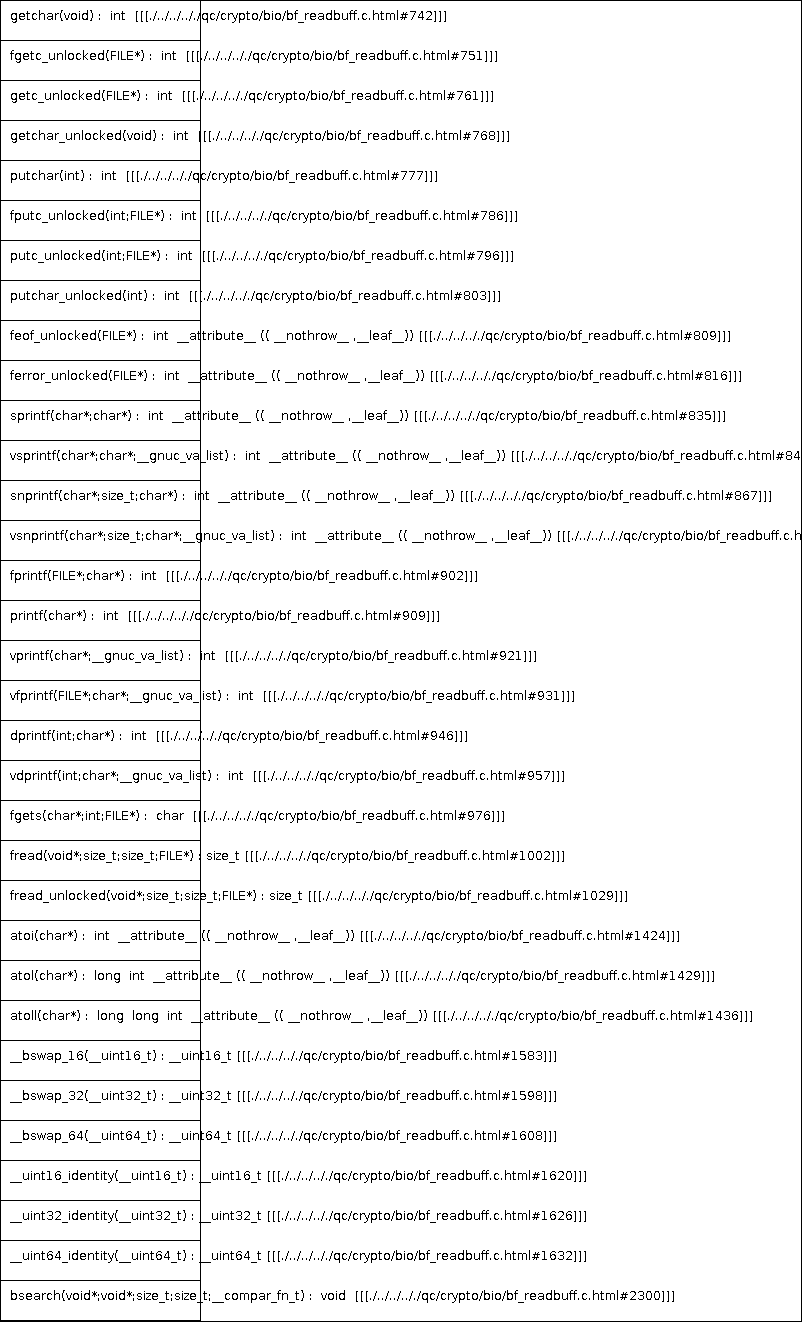 getchar(void) : int [[[./../../../../qc/crypto/bio/bf_readbuff.c.html#742]]]
fgetc_unlocked(FILE*) : int [[[./../../../../qc/crypto/bio/bf_readbuff.c.html#751]]]
getc_unlocked(FILE*) : int [[[./../../../../qc/crypto/bio/bf_readbuff.c.html#761]]]
getchar_unlocked(void) : int [[[./../../../../qc/crypto/bio/bf_readbuff.c.html#768]]]
putchar(int) : int [[[./../../../../qc/crypto/bio/bf_readbuff.c.html#777]]]
fputc_unlocked(int;FILE*) : int [[[./../../../../qc/crypto/bio/bf_readbuff.c.html#786]]]
putc_unlocked(int;FILE*) : int [[[./../../../../qc/crypto/bio/bf_readbuff.c.html#796]]]
putchar_unlocked(int) : int [[[./../../../../qc/crypto/bio/bf_readbuff.c.html#803]]]
feof_unlocked(FILE*) : int __attribute__ (( __nothrow__ ,__leaf__)) [[[./../../../../qc/crypto/bio/bf_readbuff.c.html#809]]]
ferror_unlocked(FILE*) : int __attribute__ (( __nothrow__ ,__leaf__)) [[[./../../../../qc/crypto/bio/bf_readbuff.c.html#816]]]
sprintf(char*;char*) : int __attribute__ (( __nothrow__ ,__leaf__)) [[[./../../../../qc/crypto/bio/bf_readbuff.c.html#835]]]
vsprintf(char*;char*;__gnuc_va_list) : int __attribute__ (( __nothrow__ ,__leaf__)) [[[./../../../../qc/crypto/bio/bf_readbuff.c.html#84
snprintf(char*;size_t;char*) : int __attribute__ (( __nothrow__ ,__leaf__)) [[[./../../../../qc/crypto/bio/bf_readbuff.c.html#867]]]
vsnprintf(char*;size_t;char*;__gnuc_va_list) : int __attribute__ (( __nothrow__ ,__leaf__)) [[[./../../../../qc/crypto/bio/bf_readbuff.c.h
fprintf(FILE*;char*) : int [[[./../../../../qc/crypto/bio/bf_readbuff.c.html#902]]]
printf(char*) : int [[[./../../../../qc/crypto/bio/bf_readbuff.c.html#909]]]
vprintf(char*;__gnuc_va_list) : int [[[./../../../../qc/crypto/bio/bf_readbuff.c.html#921]]]
vfprintf(FILE*;char*;__gnuc_va_list) : int [[[./../../../../qc/crypto/bio/bf_readbuff.c.html#931]]]
dprintf(int;char*) : int [[[./../../../../qc/crypto/bio/bf_readbuff.c.html#946]]]
vdprintf(int;char*;__gnuc_va_list) : int [[[./../../../../qc/crypto/bio/bf_readbuff.c.html#957]]]
fgets(char*;int;FILE*) : char [[[./../../../../qc/crypto/bio/bf_readbuff.c.html#976]]]
fread(void*;size_t;size_t;FILE*) : size_t [[[./../../../../qc/crypto/bio/bf_readbuff.c.html#1002]]]
fread_unlocked(void*;size_t;size_t;FILE*) : size_t [[[./../../../../qc/crypto/bio/bf_readbuff.c.html#1029]]]
atoi(char*) : int __attribute__ (( __nothrow__ ,__leaf__)) [[[./../../../../qc/crypto/bio/bf_readbuff.c.html#1424]]]
atol(char*) : long int __attribute__ (( __nothrow__ ,__leaf__)) [[[./../../../../qc/crypto/bio/bf_readbuff.c.html#1429]]]
atoll(char*) : long long int __attribute__ (( __nothrow__ ,__leaf__)) [[[./../../../../qc/crypto/bio/bf_readbuff.c.html#1436]]]
__bswap_16(__uint16_t) : __uint16_t [[[./../../../../qc/crypto/bio/bf_readbuff.c.html#1583]]]
__bswap_32(__uint32_t) : __uint32_t [[[./../../../../qc/crypto/bio/bf_readbuff.c.html#1598]]]
__bswap_64(__uint64_t) : __uint64_t [[[./../../../../qc/crypto/bio/bf_readbuff.c.html#1608]]]
__uint16_identity(__uint16_t) : __uint16_t [[[./../../../../qc/crypto/bio/bf_readbuff.c.html#1620]]]
__uint32_identity(__uint32_t) : __uint32_t [[[./../../../../qc/crypto/bio/bf_readbuff.c.html#1626]]]
__uint64_identity(__uint64_t) : __uint64_t [[[./../../../../qc/crypto/bio/bf_readbuff.c.html#1632]]]
bsearch(void*;void*;size_t;size_t;__compar_fn_t) : void [[[./../../../../qc/crypto/bio/bf_readbuff.c.html#2300]]]